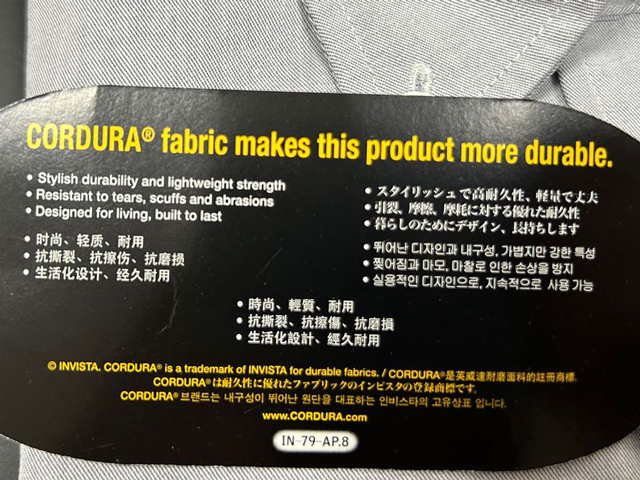 CORDURA® fabric makes this product more durable.
• Stylish durability and lightweight strength
• Resistant to tears, scuffs and abrasions
• Designed for living, built to last
• スタイリッシュで高耐久性、軽量で丈夫
• 引裂、摩擦、摩耗に対する優れた耐久性
• 暮らしのためにデザイン、長持ちします
• 时尚、轻质、耐用
• 抗撕裂、抗擦伤、抗磨损
• 生活化设计、经久耐用
• 뛰어난 디자인과 내구성, 가볍지만 강한 특성
• 찢어짐과 마모, 마찰로 인한 손상을 방지
• 실용적인 디자인으로, 지속적으로 사용 가능
• 時尚、輕質、耐用
• 抗撕裂、抗擦傷、抗磨損
• 生活化設計、經久耐用
© INVISTA. CORDURA® is a trademark of INVISTA for durable fabrics. / CORDURA®是英威達耐磨面料的註冊商標.
CORDURA® は耐久性に優れたファブリックのインビスタの登録商標です.
CORDURA® 브랜드는 내구성이 뛰어난 원단을 대표하는 인비스타의 고유상표 입니다.
www.CORDURA.com
IN-79-AP.8